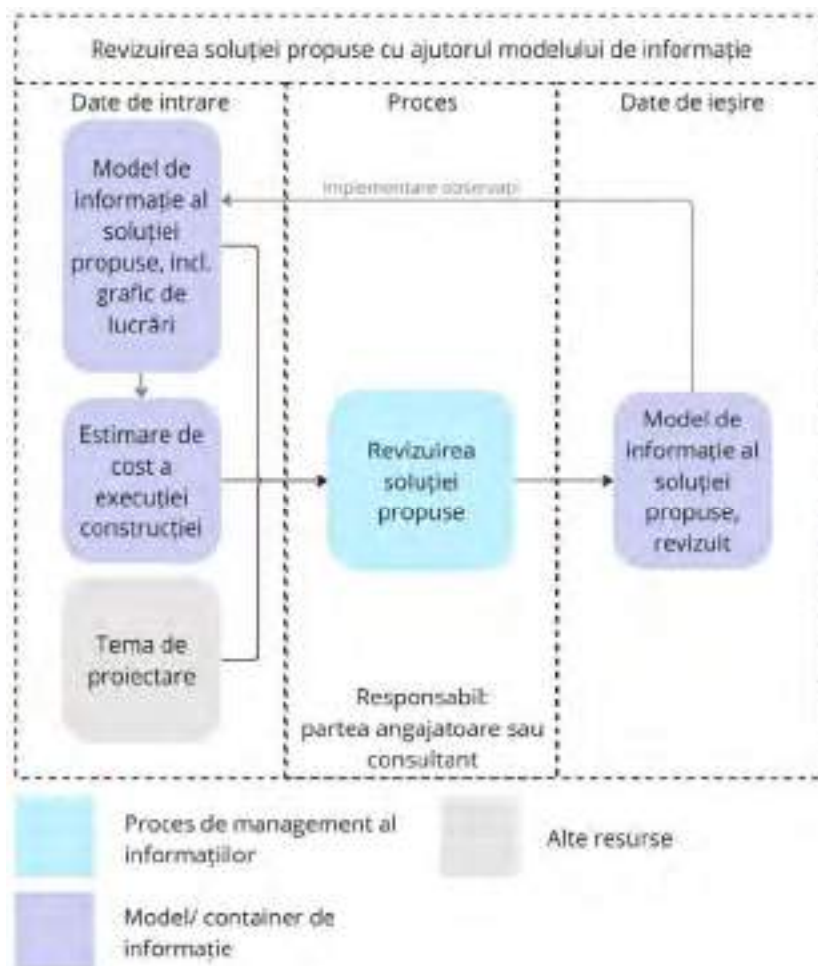 Revizuirea soluției propuse cu ajutorul modelului de informație
Date de intrare
Proces
Date de ieșire
Model de
informație al
soluției
propuse, incl.
grafic de
lucrări
Implementare observații
Estimare de
cost a
execuției
construcției
Revizuirea
soluției
propuse
Model de
informație al
soluției
propuse,
revizuit
Tema de
proiectare
Responsabil:
partea angajatoare sau
consultant
Proces de management al
informațiilor
Alte resurse
Model/ container de
informație